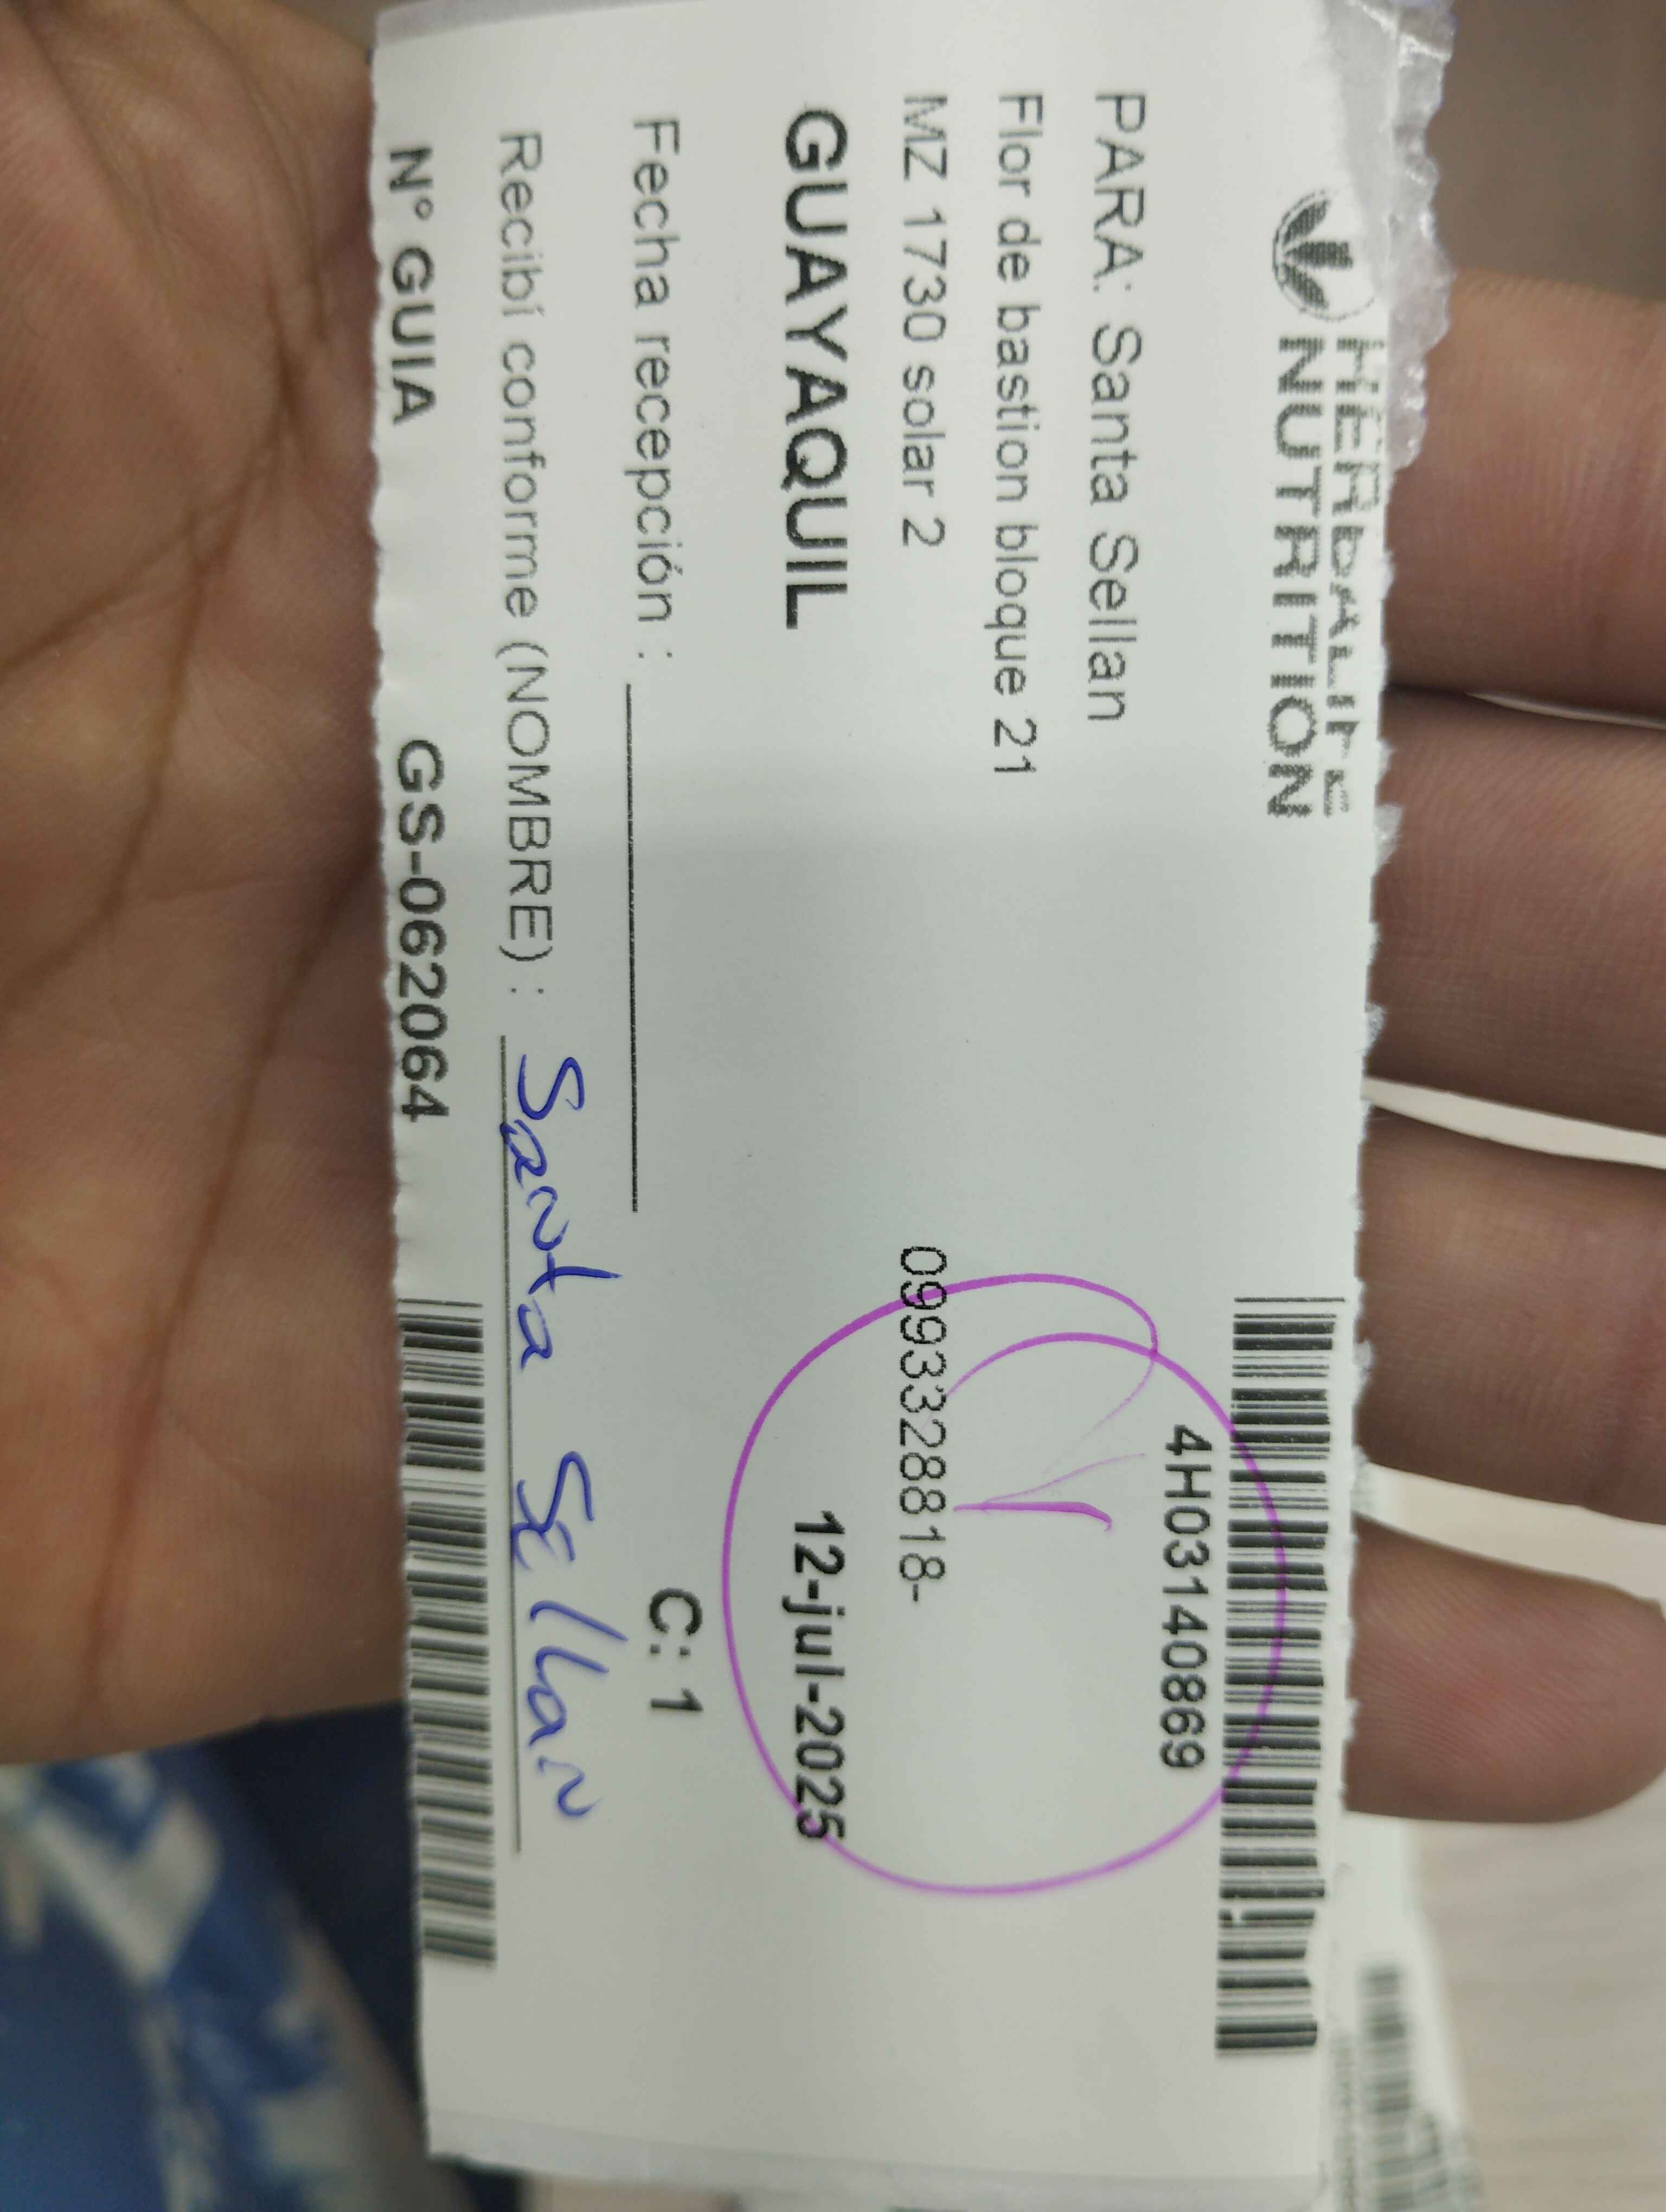 HERBALIFE
NUTRITION
4H03140869
PARA: Santa Sellan
Flor de bastion bloque 21
MZ 1730 solar 2 0993328818-
GUAYAQUIL 12-jul-2025
Fecha recepción : C: 1
Recibí conforme (NOMBRE) : Santa Sellan
N° GUIA GS-062064